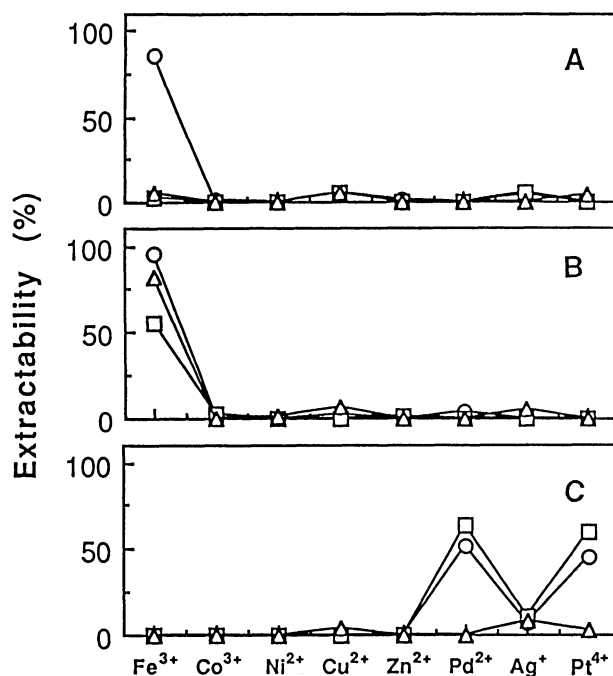 100
A
50
0
100
B
50
0
Extractability (%)
100
C
50
0
Fe³⁺ Co³⁺ Ni²⁺ Cu²⁺ Zn²⁺ Pd²⁺ Ag⁺ Pt⁴⁺